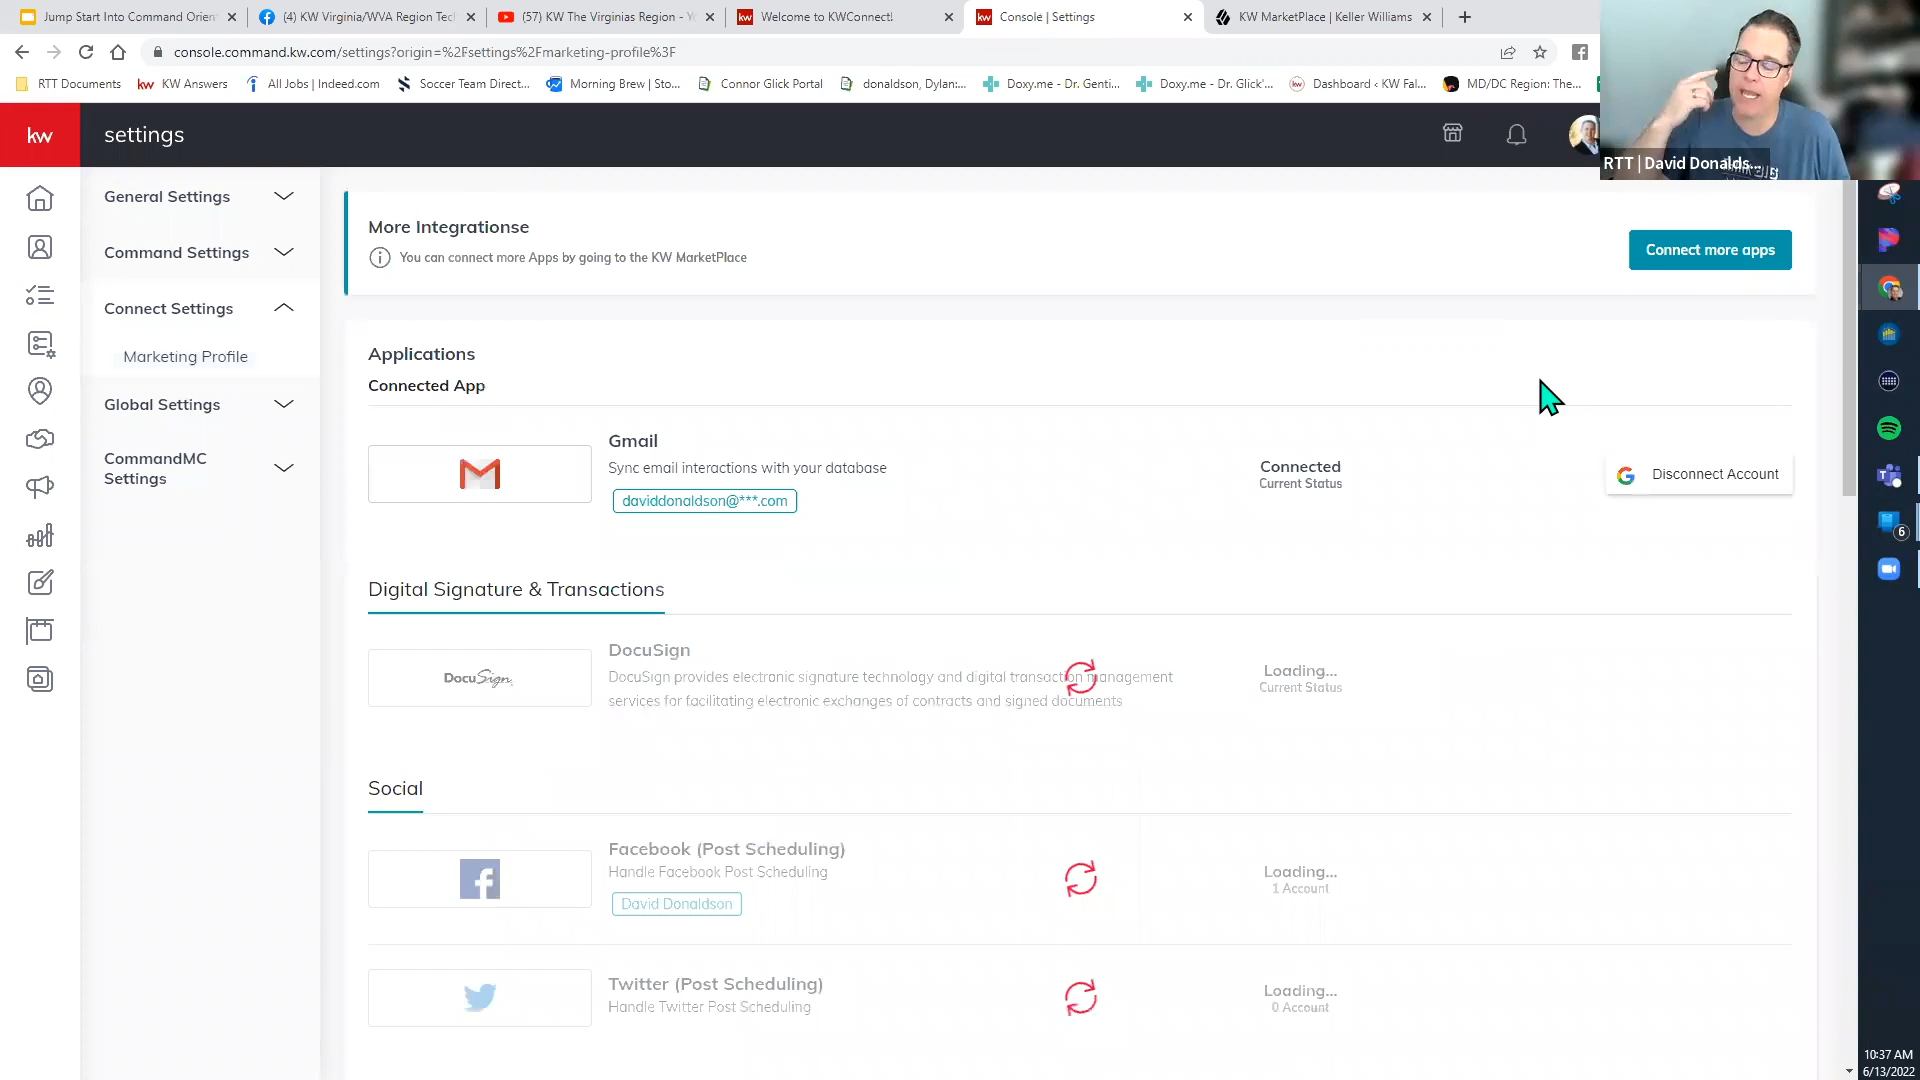 Jump Start Into Command Orien
(4) KW Virginia/WVA Region Tec
(57) KW The Virginias Region - Y
Welcome to KWConnect!
Console | Settings
KW MarketPlace | Keller Williams
console.command.kw.com/settings?origin=%2Fsettings%2Fmarketing-profile%3F
RTT Documents
KW Answers
All Jobs | Indeed.com
Soccer Team Direct...
Morning Brew | Sto...
Connor Glick Portal
donaldson, Dylan:...
Doxy.me - Dr. Genti...
Doxy.me - Dr. Glick'...
Dashboard ‹ KW Fal...
MD/DC Region: The...
kw
settings
RTT | David Donalds...
General Settings
Command Settings
Connect Settings
Marketing Profile
Global Settings
CommandMC
Settings
More Integrationse
You can connect more Apps by going to the KW MarketPlace
Connect more apps
Applications
Connected App
Gmail
Sync email interactions with your database
daviddonaldson@***.com
Connected
Current Status
Disconnect Account
Digital Signature & Transactions
DocuSign
DocuSign
DocuSign provides electronic signature technology and digital transaction management
services for facilitating electronic exchanges of contracts and signed documents
Loading...
Current Status
Social
Facebook (Post Scheduling)
Handle Facebook Post Scheduling
David Donaldson
Loading...
1 Account
Twitter (Post Scheduling)
Handle Twitter Post Scheduling
Loading...
0 Account
6
10:37 AM
6/13/2022